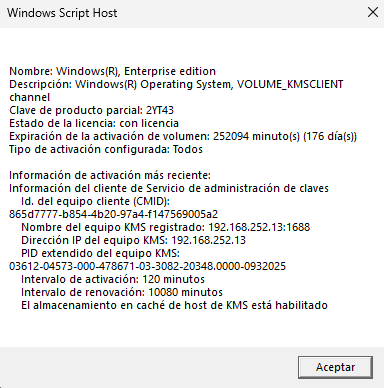 Windows Script Host
Nombre: Windows(R), Enterprise edition
Descripción: Windows(R) Operating System, VOLUME_KMSCLIENT
channel
Clave de producto parcial: 2YT43
Estado de la licencia: con licencia
Expiración de la activación de volumen: 252094 minuto(s) (176 día(s))
Tipo de activación configurada: Todos
Información de activación más reciente:
Información del cliente de Servicio de administración de claves
Id. del equipo cliente (CMID):
865d7777-b854-4b20-97a4-f147569005a2
Nombre del equipo KMS registrado: 192.168.252.13:1688
Dirección IP del equipo KMS: 192.168.252.13
PID extendido del equipo KMS:
03612-04573-000-478671-03-3082-20348.0000-0932025
Intervalo de activación: 120 minutos
Intervalo de renovación: 10080 minutos
El almacenamiento en caché de host de KMS está habilitado
Aceptar